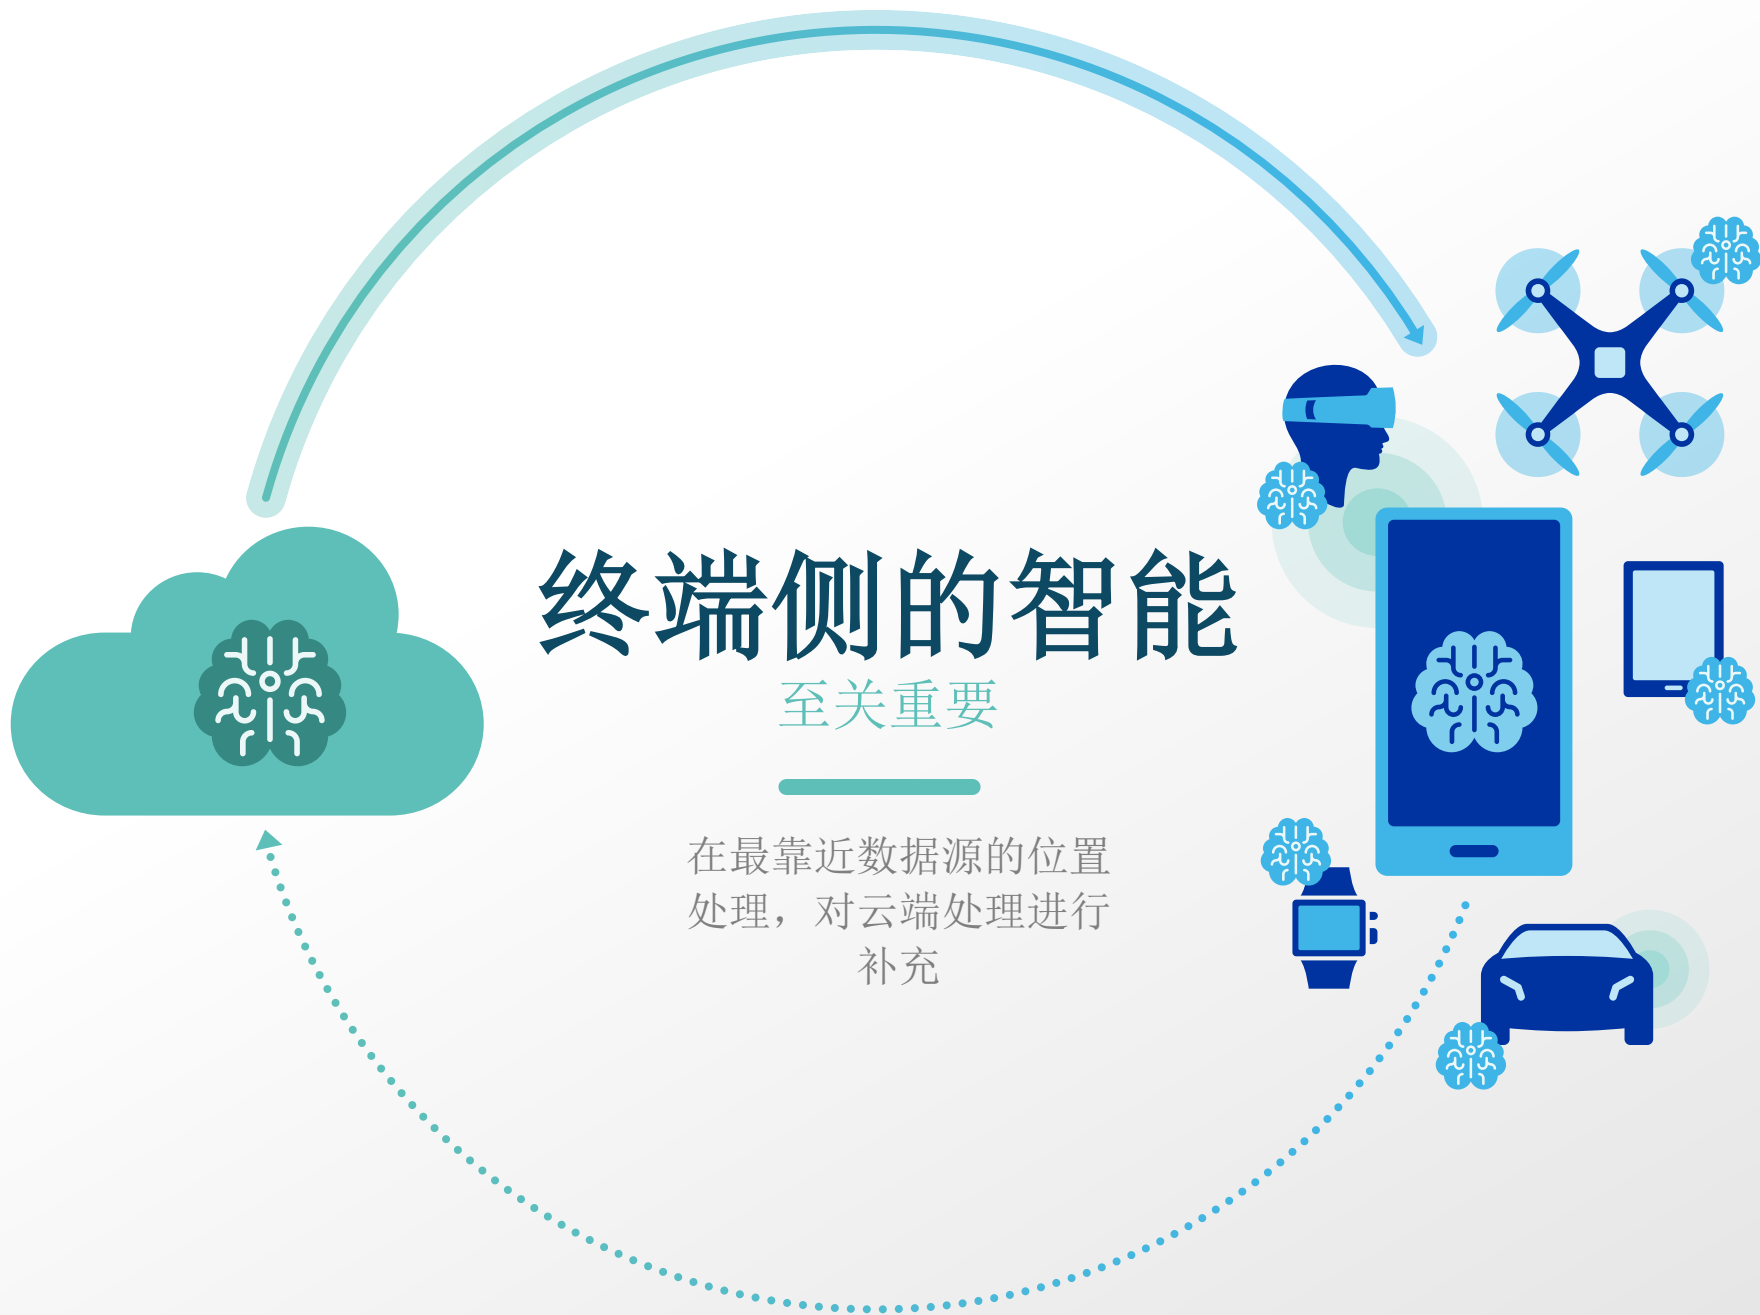 终端侧的智能
至关重要
在最靠近数据源的位置
处理，对云端处理进行
补充